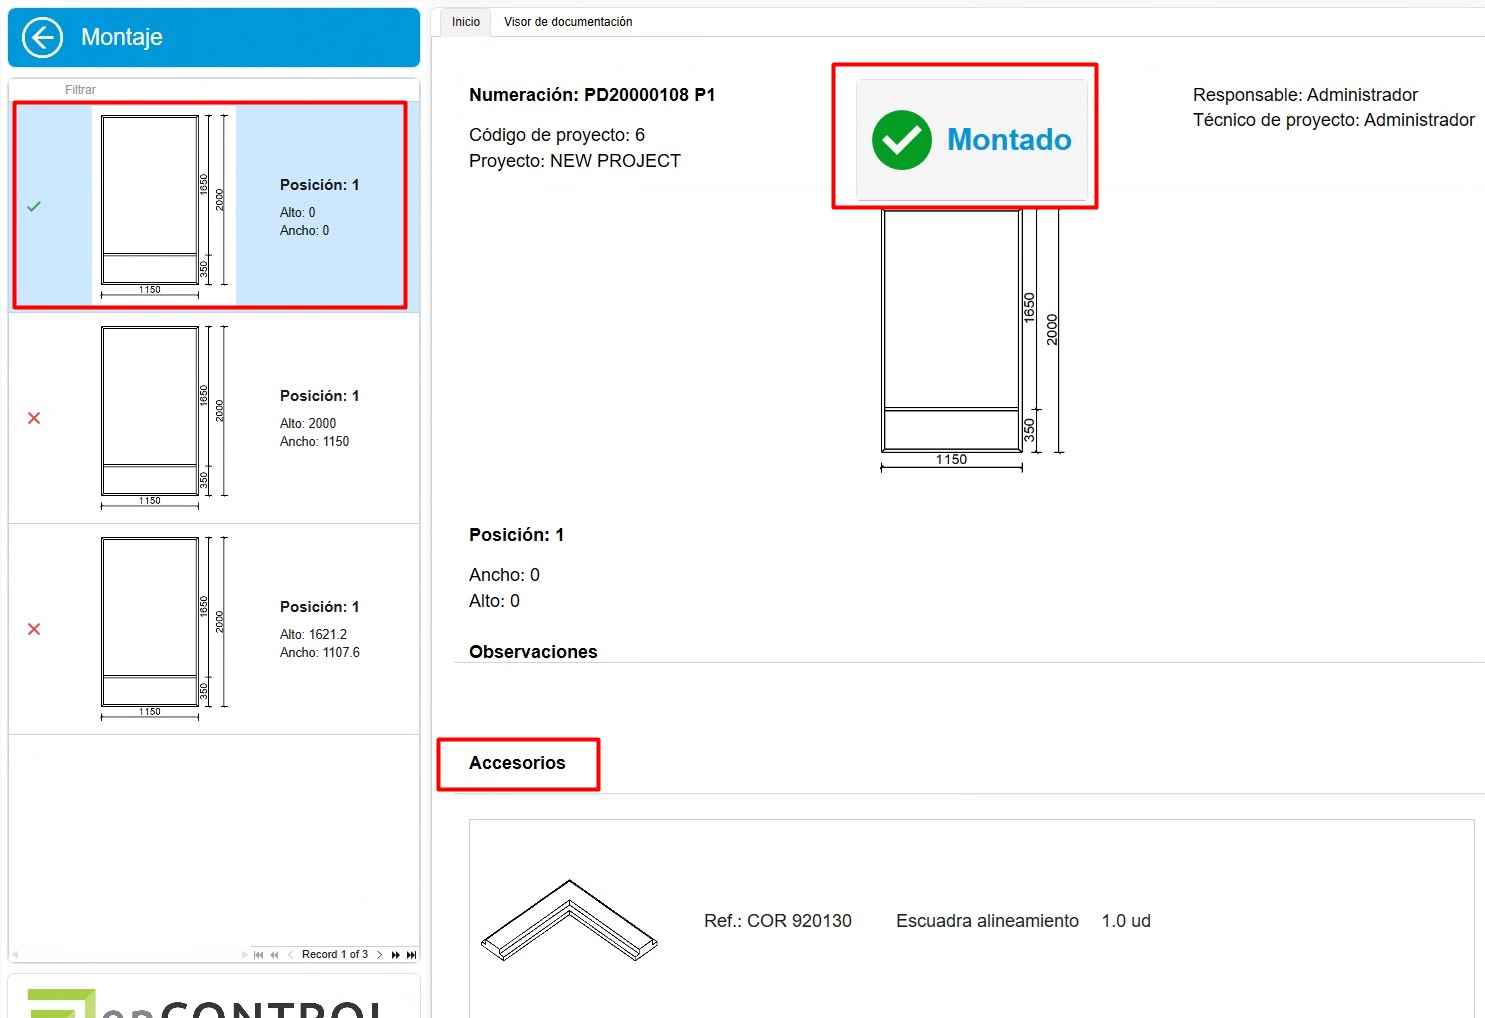 Montaje
Filtrar
1650
2000
350
1150
Posición: 1
Alto: 0
Ancho: 0
1650
2000
350
1150
Posición: 1
Alto: 2000
Ancho: 1150
1650
2000
350
1150
Posición: 1
Alto: 1621.2
Ancho: 1107.6
Record 1 of 3
Inicio
Visor de documentación
Numeración: PD20000108 P1
Código de proyecto: 6
Proyecto: NEW PROJECT
Montado
Responsable: Administrador
Técnico de proyecto: Administrador
1650
2000
350
1150
Posición: 1
Ancho: 0
Alto: 0
Observaciones
Accesorios
Ref.: COR 920130 Escuadra alineamiento 1.0 ud